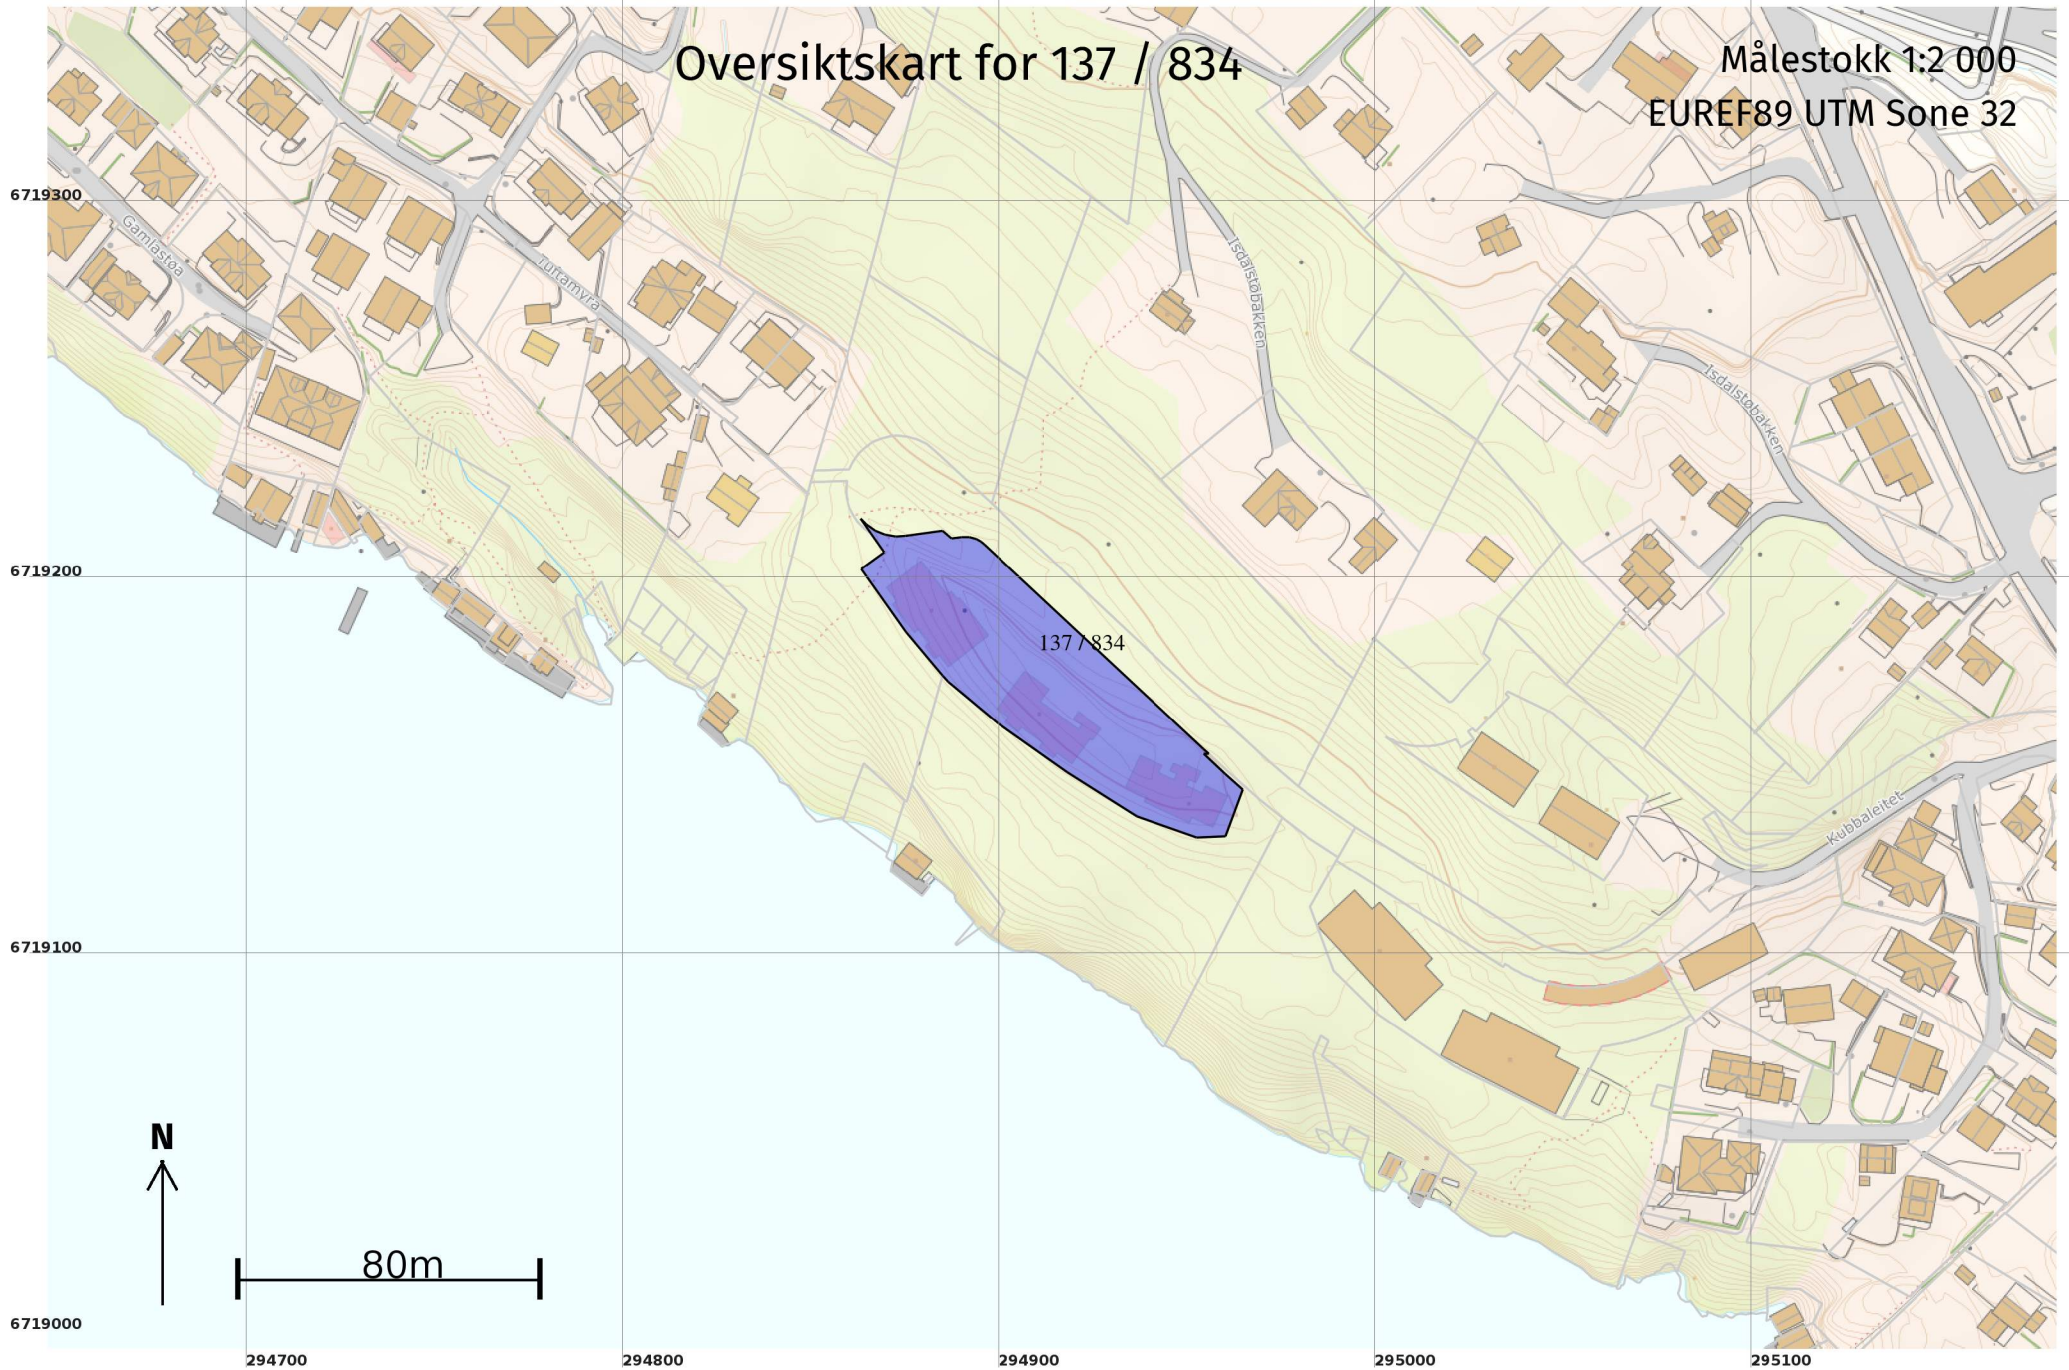 Oversiktskart for 137 / 834
Målestokk 1:2 000
EUREF89 UTM Sone 32
6719300
Gamlastøa
Tuftamyra
Isdalstøbakken
Isdalstøbakken
6719200
137 / 834
Kubbaleitet
6719100
N
80m
6719000
294700
294800
294900
295000
295100